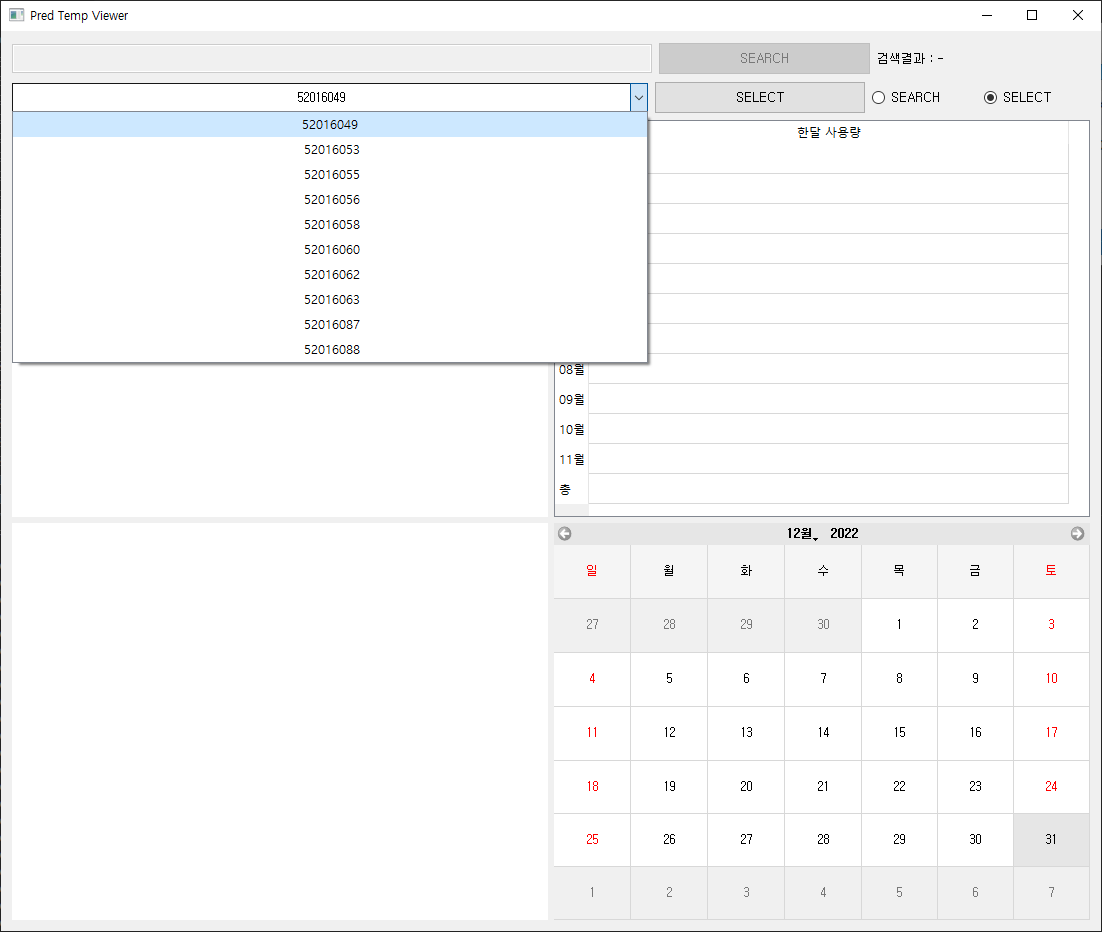 Pred Temp Viewer
SEARCH 검색결과 : -
52016049 SELECT SEARCH SELECT
52016049
52016053
52016055
52016056
52016058
52016060
52016062
52016063
52016087
52016088
한달 사용량
08월
09월
10월
11월
총
12월 2022
일 월 화 수 목 금 토
27 28 29 30 1 2 3
4 5 6 7 8 9 10
11 12 13 14 15 16 17
18 19 20 21 22 23 24
25 26 27 28 29 30 31
1 2 3 4 5 6 7